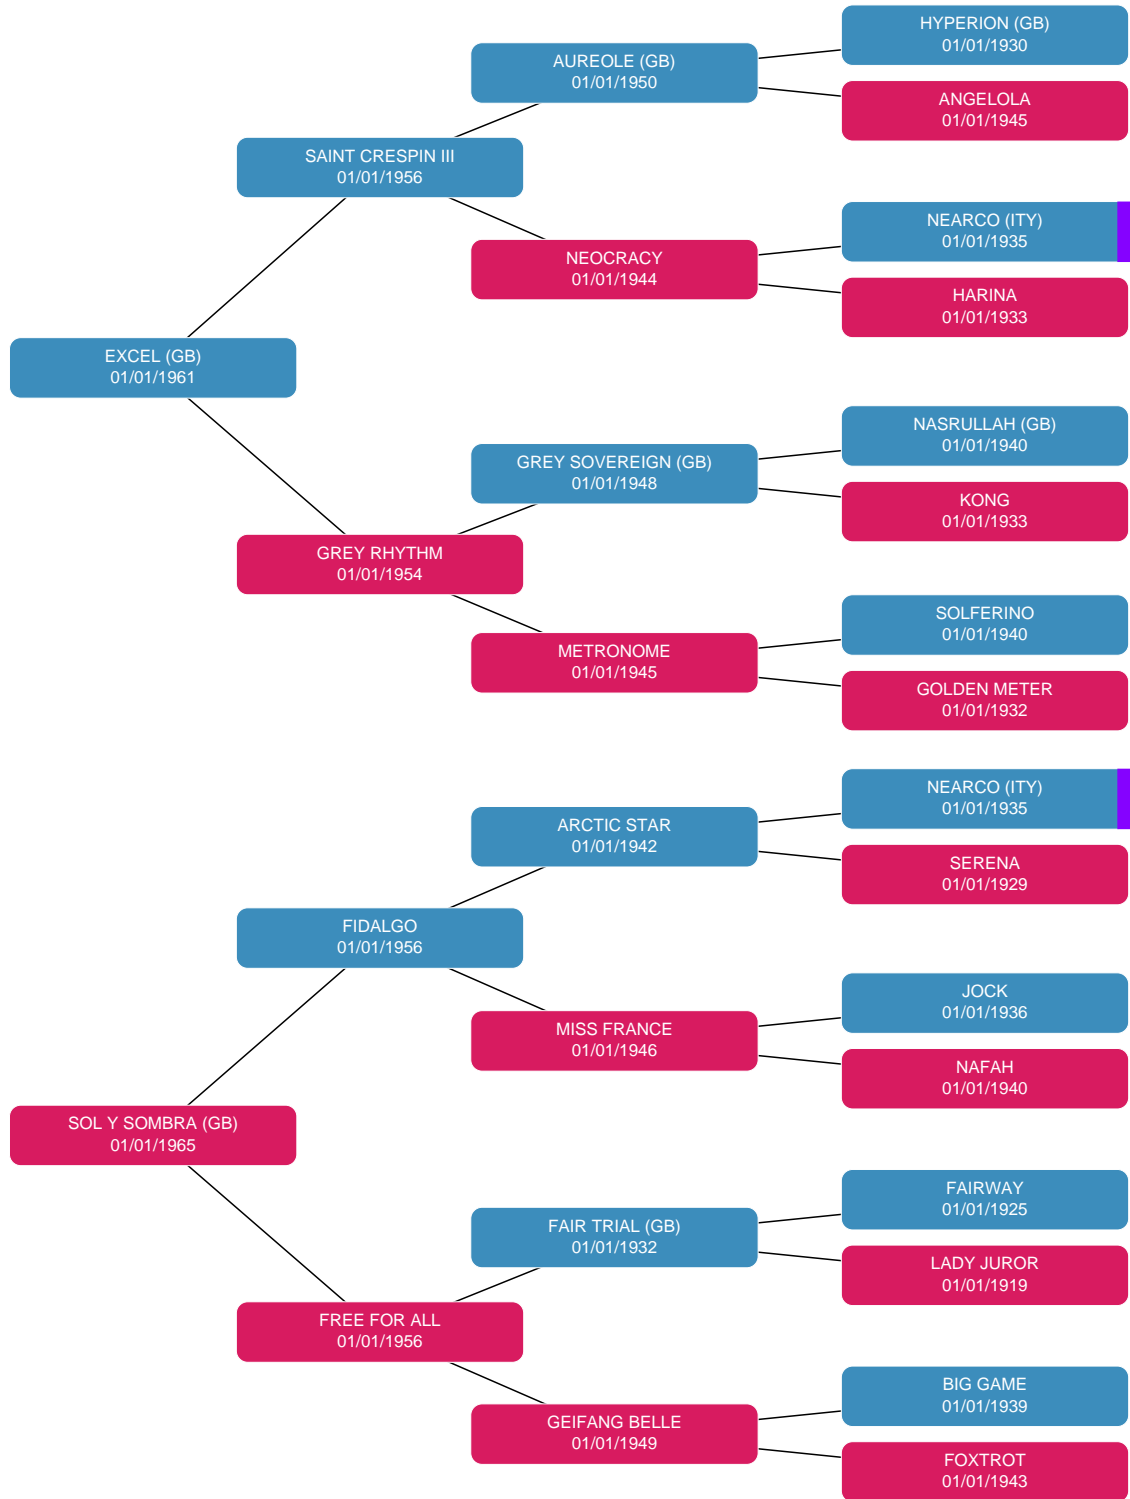 HYPERION (GB)
01/01/1930
AUREOLE (GB)
01/01/1950
ANGELOLA
01/01/1945
SAINT CRESPIN III
01/01/1956
NEARCO (ITY)
01/01/1935
NEOCRACY
01/01/1944
HARINA
01/01/1933
EXCEL (GB)
01/01/1961
NASRULLAH (GB)
01/01/1940
GREY SOVEREIGN (GB)
01/01/1948
KONG
01/01/1933
GREY RHYTHM
01/01/1954
SOLFERINO
01/01/1940
METRONOME
01/01/1945
GOLDEN METER
01/01/1932
NEARCO (ITY)
01/01/1935
ARCTIC STAR
01/01/1942
SERENA
01/01/1929
FIDALGO
01/01/1956
JOCK
01/01/1936
MISS FRANCE
01/01/1946
NAFAH
01/01/1940
SOL Y SOMBRA (GB)
01/01/1965
FAIRWAY
01/01/1925
FAIR TRIAL (GB)
01/01/1932
LADY JUROR
01/01/1919
FREE FOR ALL
01/01/1956
BIG GAME
01/01/1939
GEIFANG BELLE
01/01/1949
FOXTROT
01/01/1943